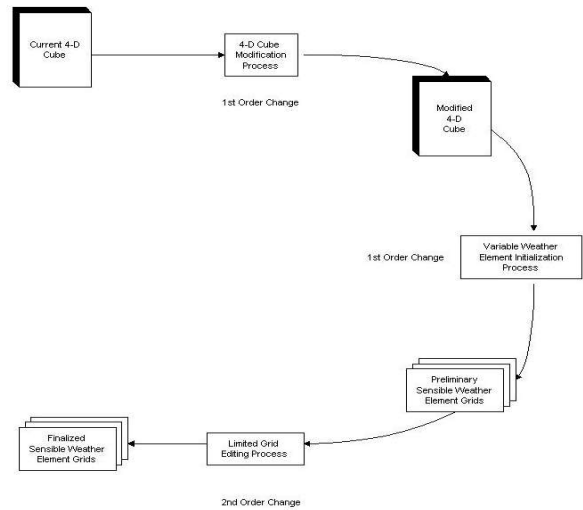 Current 4-D
Cube
4-D Cube
Modification
Process
1st Order Change
Modified
4-D
Cube
Variable Weather
Element Initialization
Process
1st Order Change
Preliminary
Sensible Weather
Element Grids
Limited Grid
Editing Process
Finalized
Sensible Weather
Element Grids
2nd Order Change